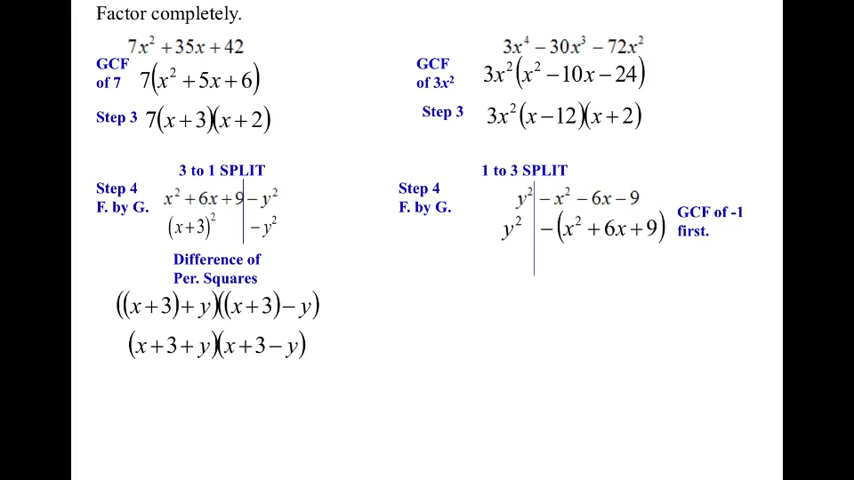 Factor completely.
7x² + 35x + 42
GCF of 7 7(x² + 5x + 6)
Step 3 7(x + 3)(x + 2)
3x⁴ − 30x³ − 72x²
GCF of 3x² 3x²(x² − 10x − 24)
Step 3 3x²(x − 12)(x + 2)
3 to 1 SPLIT
Step 4
F. by G.
x² + 6x + 9 − y²
(x + 3)² − y²
Difference of
Per. Squares
((x + 3) + y)((x + 3) − y)
(x + 3 + y)(x + 3 − y)
1 to 3 SPLIT
Step 4
F. by G.
y² − x² − 6x − 9
y² − (x² + 6x + 9)
GCF of -1
first.